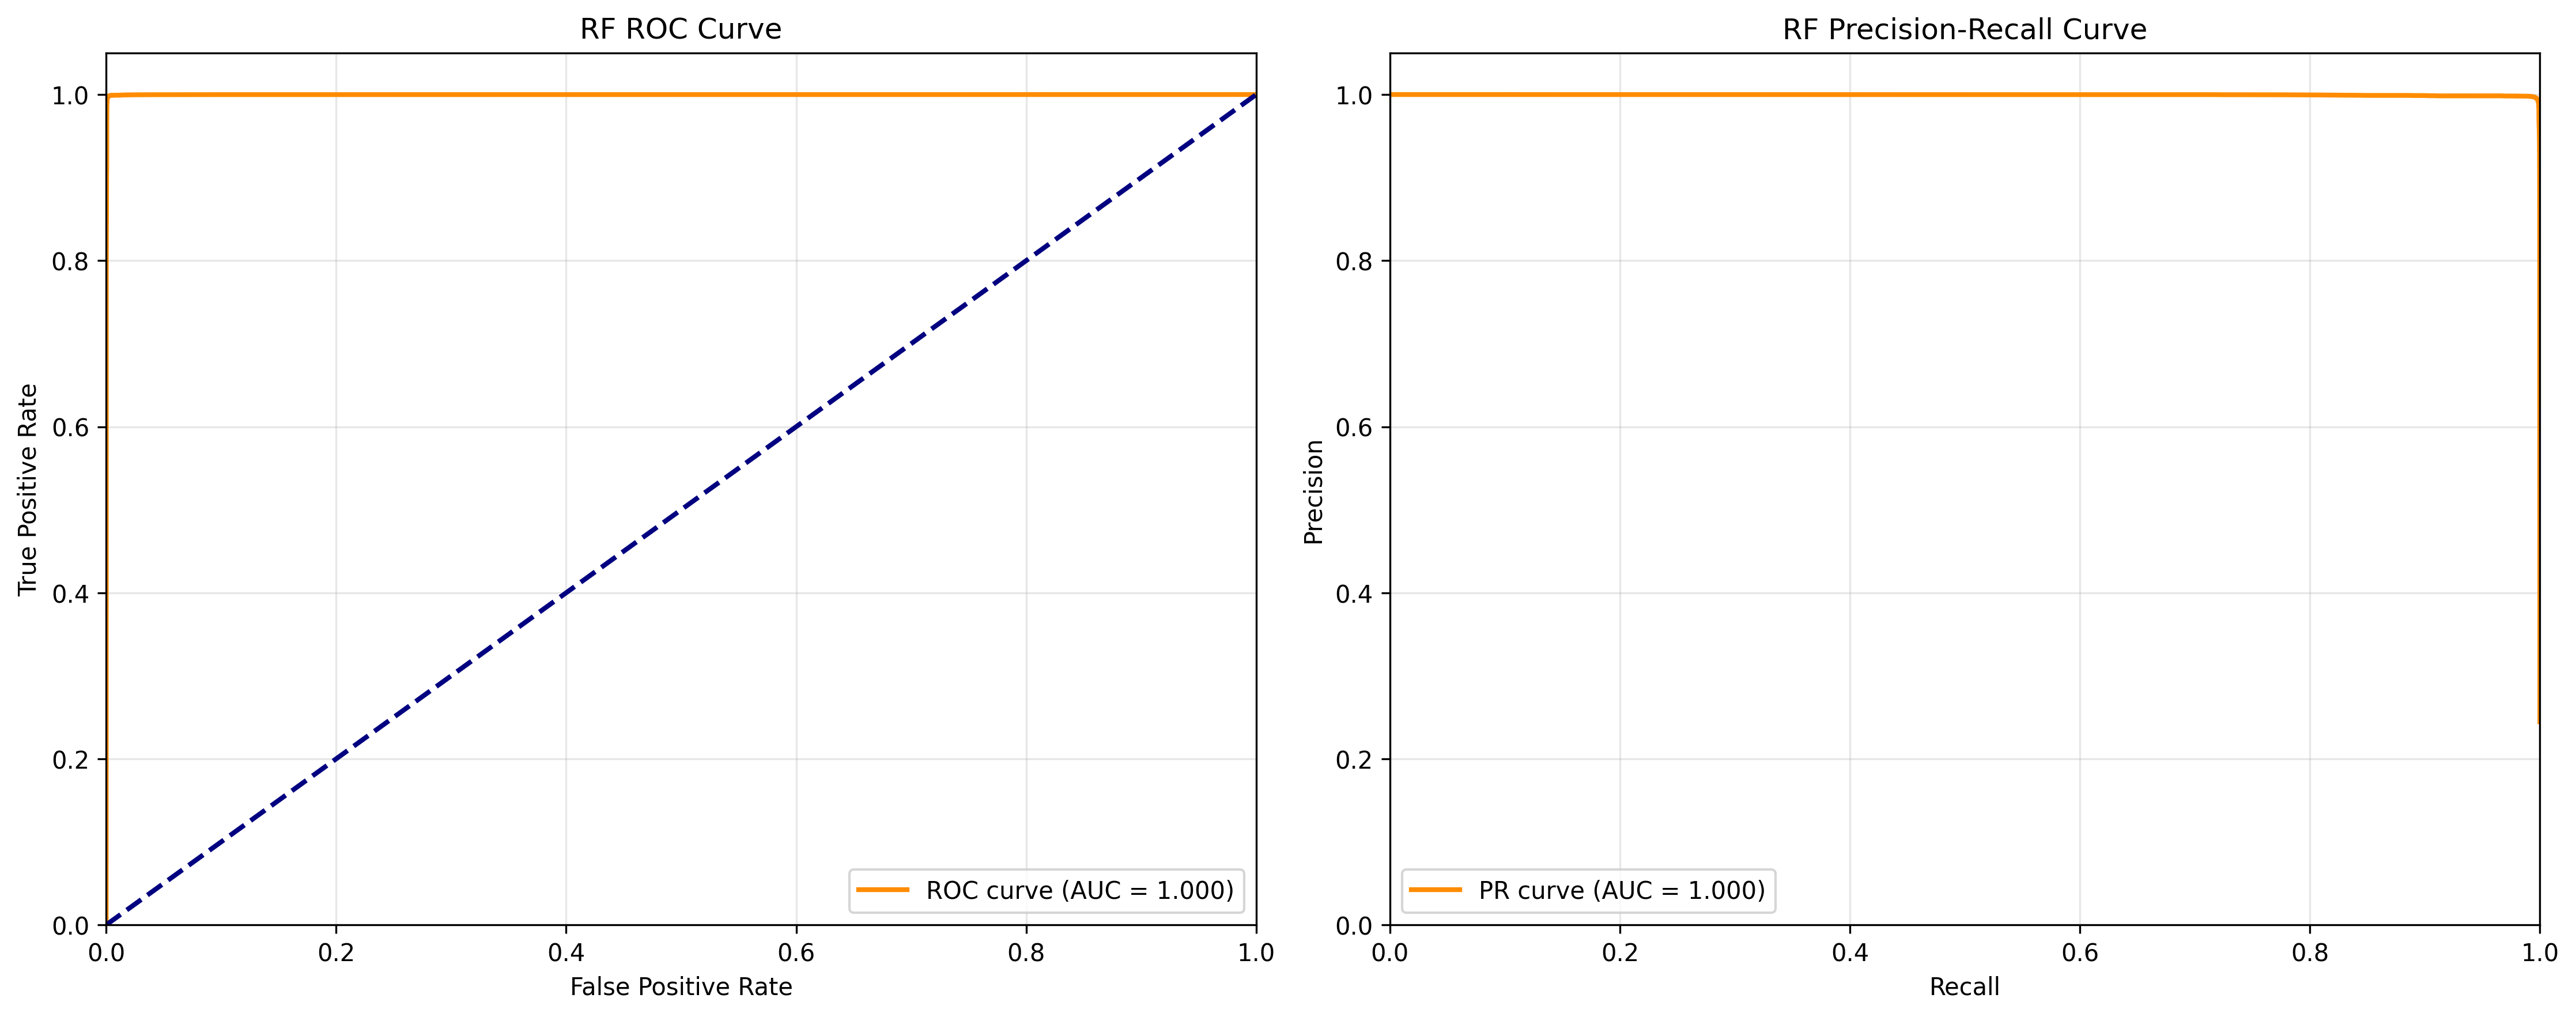 RF ROC Curve
1.0
0.8
0.6
0.4
0.2
0.0
True Positive Rate
0.0 0.2 0.4 0.6 0.8 1.0
False Positive Rate
ROC curve (AUC = 1.000)
RF Precision-Recall Curve
1.0
0.8
0.6
0.4
0.2
0.0
Precision
0.0 0.2 0.4 0.6 0.8 1.0
Recall
PR curve (AUC = 1.000)